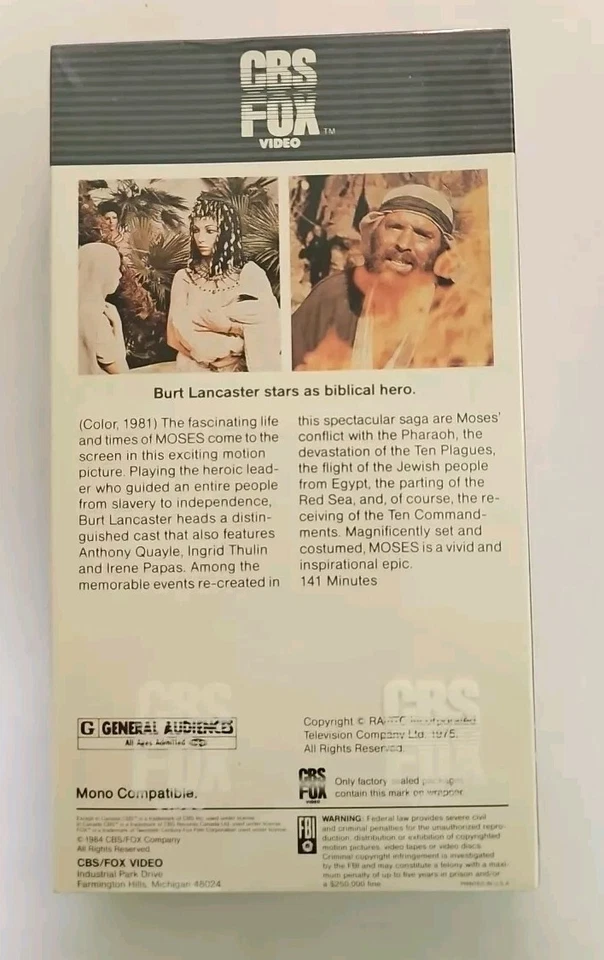 CBS
FOX
TM
VIDEO
Burt Lancaster stars as biblical hero.
(Color, 1981) The fascinating life
and times of MOSES come to the
screen in this exciting motion
picture. Playing the heroic lead-
er who guided an entire people
from slavery to independence,
Burt Lancaster heads a distin-
guished cast that also features
Anthony Quayle, Ingrid Thulin
and Irene Papas. Among the
memorable events re-created in
this spectacular saga are Moses'
conflict with the Pharaoh, the
devastation of the Ten Plagues,
the flight of the Jewish people
from Egypt, the parting of the
Red Sea, and, of course, the re-
ceiving of the Ten Command-
ments. Magnificently set and
costumed, MOSES is a vivid and
inspirational epic.
141 Minutes
CBS
FOX
CBS
FOX
G GENERAL AUDIENCES
All Ages Admitted
Copyright ©
Television Company Ltd. 1975.
All Rights Reserved.
CBS
FOX
VIDEO
Only factory sealed packages
contain this mark on wrapper.
Mono Compatible.
© 1984 CBS/FOX Company
All Rights Reserved
CBS/FOX VIDEO
Industrial Park Drive
Farmington Hills, Michigan 48024
FBI
WARNING: Federal law provides severe civil
and criminal penalties for the unauthorized repro-
duction, distribution or exhibition of copyrighted
motion pictures, video tapes or video discs.
Criminal copyright infringement is investigated
by the FBI and may constitute a felony with a maxi-
mum penalty of up to five years in prison and/or
a $250,000 fine.
PRINTED IN U.S.A.